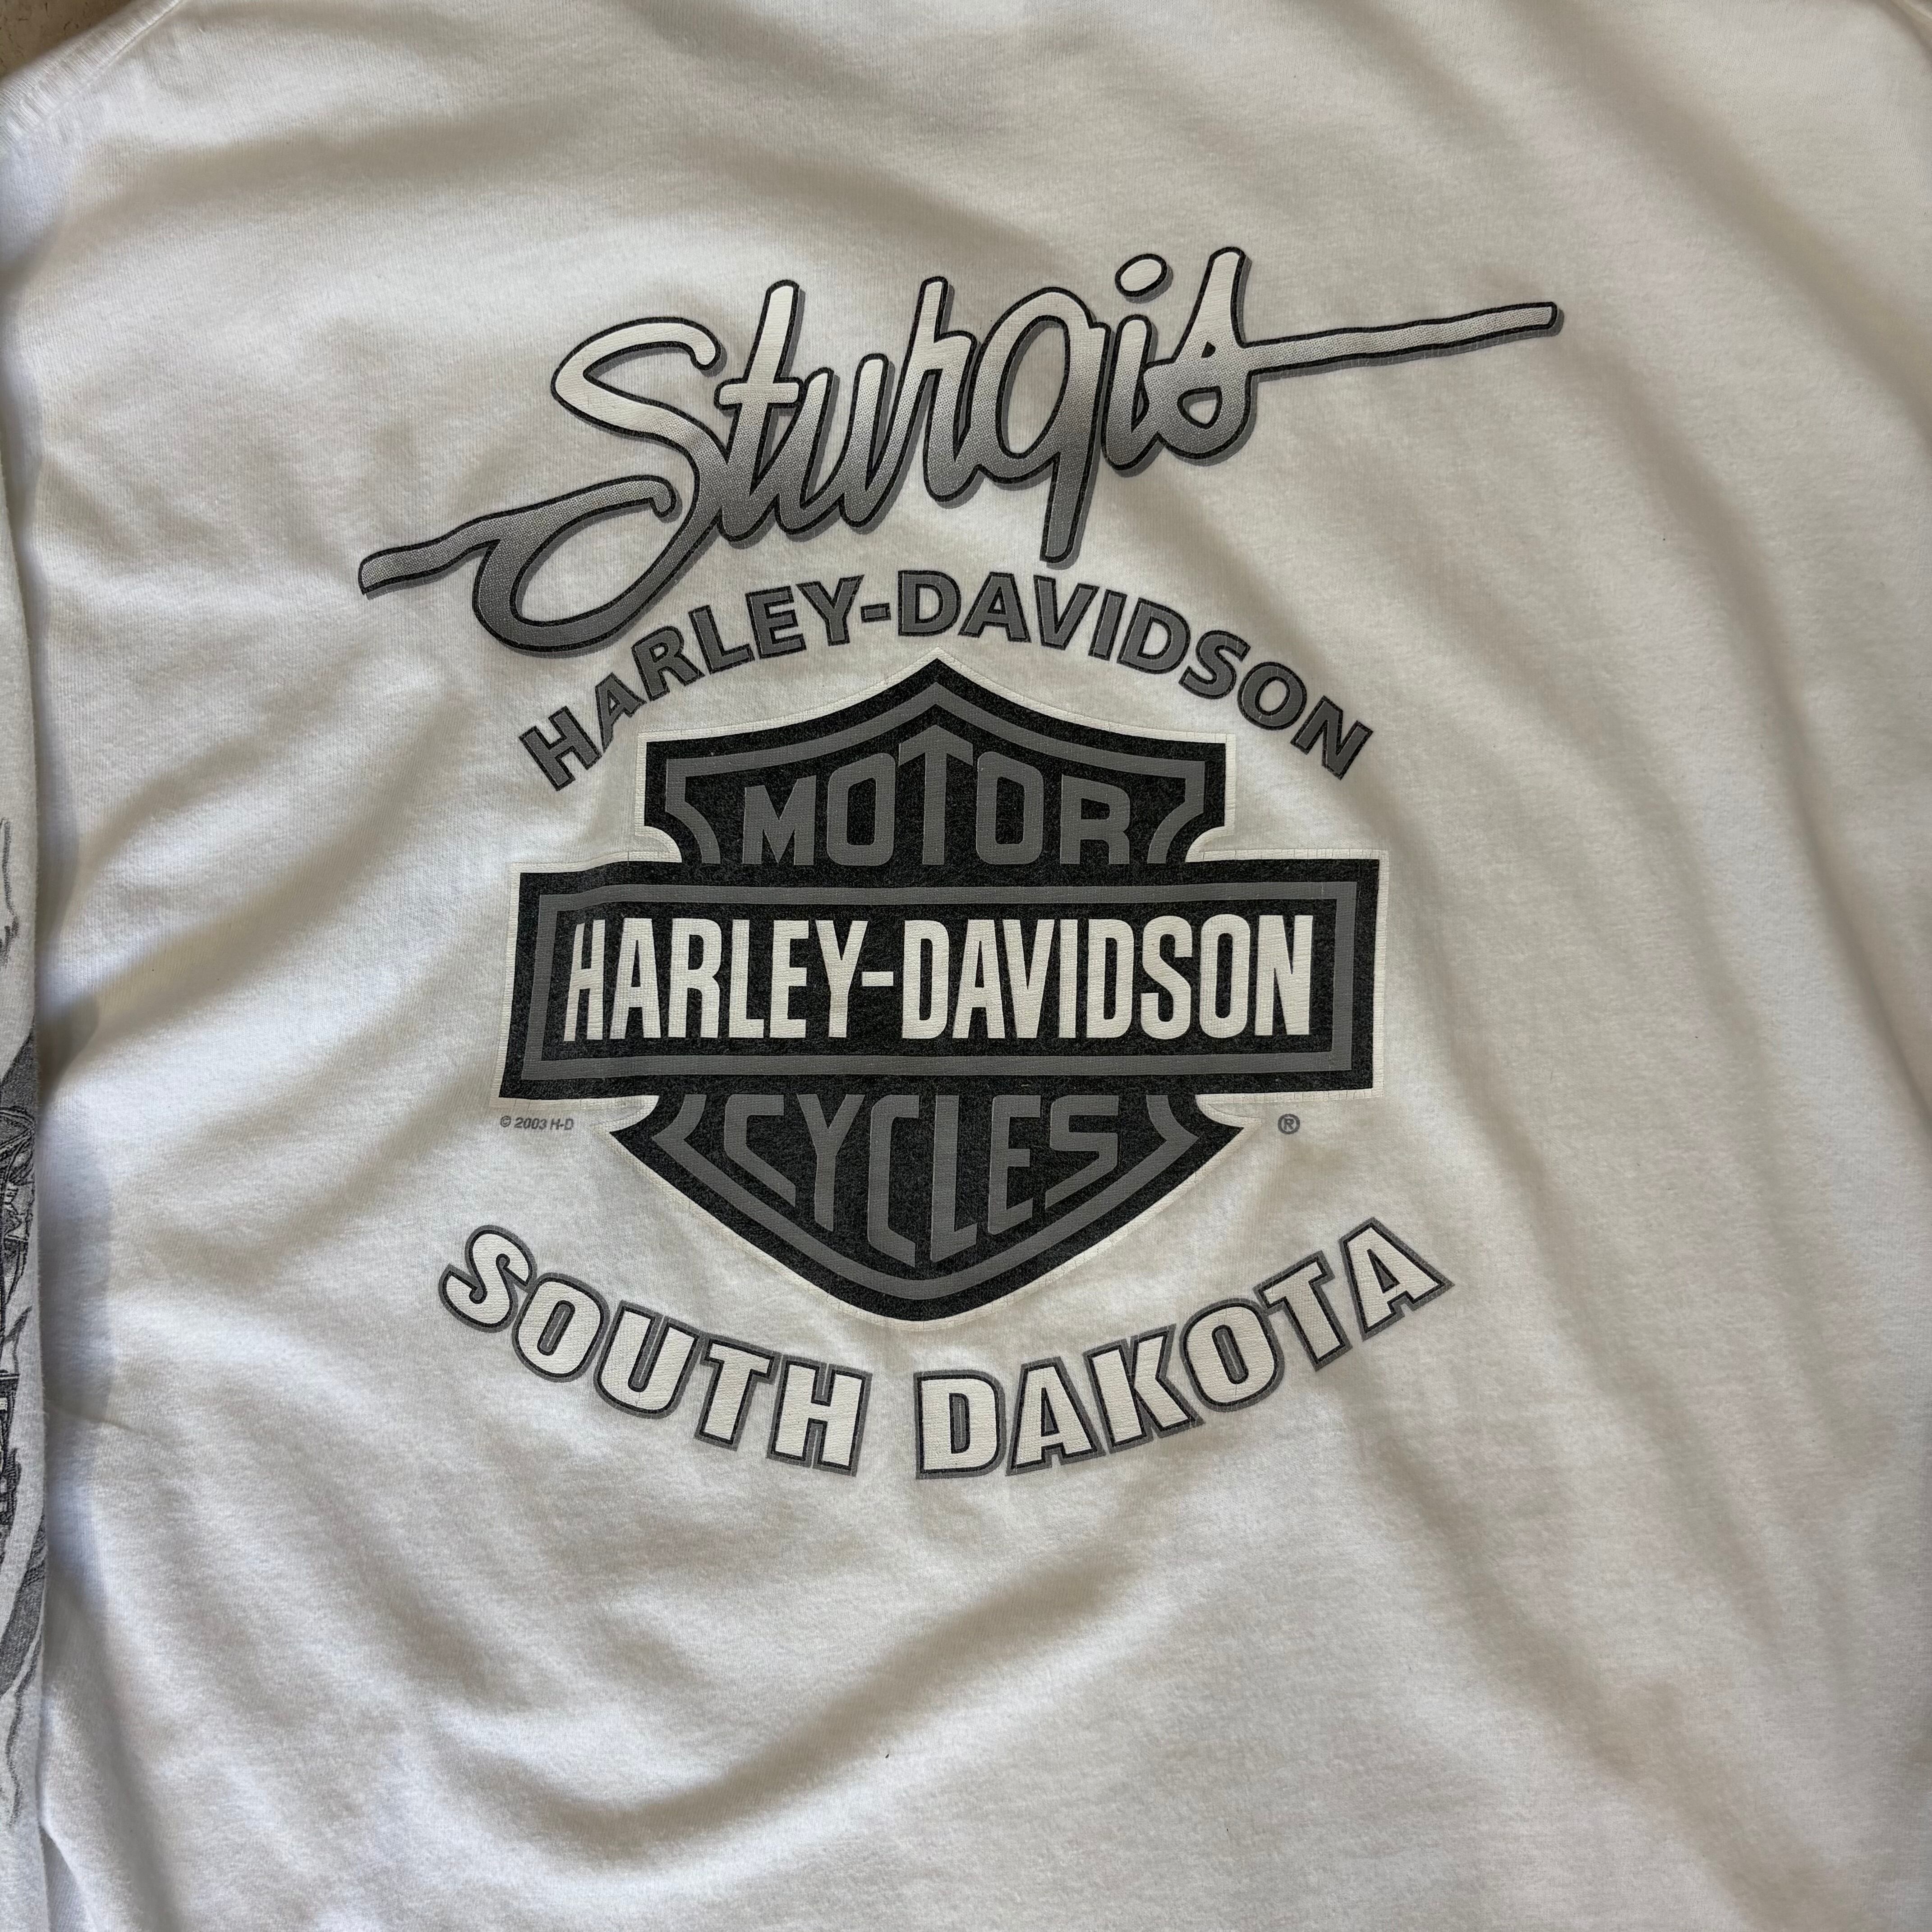 Sturgis
HARLEY-DAVIDSON
MOTOR
HARLEY-DAVIDSON
CYCLES
© 2003 H-D
®
SOUTH DAKOTA